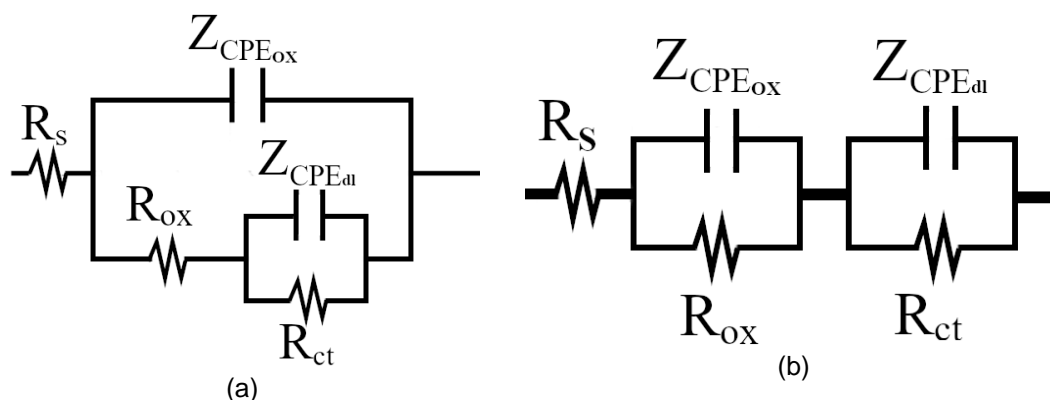 Z_CPEox
R_s
R_ox
Z_CPEdl
R_ct
(a)
Z_CPEox
Z_CPEdl
R_s
R_ox
R_ct
(b)